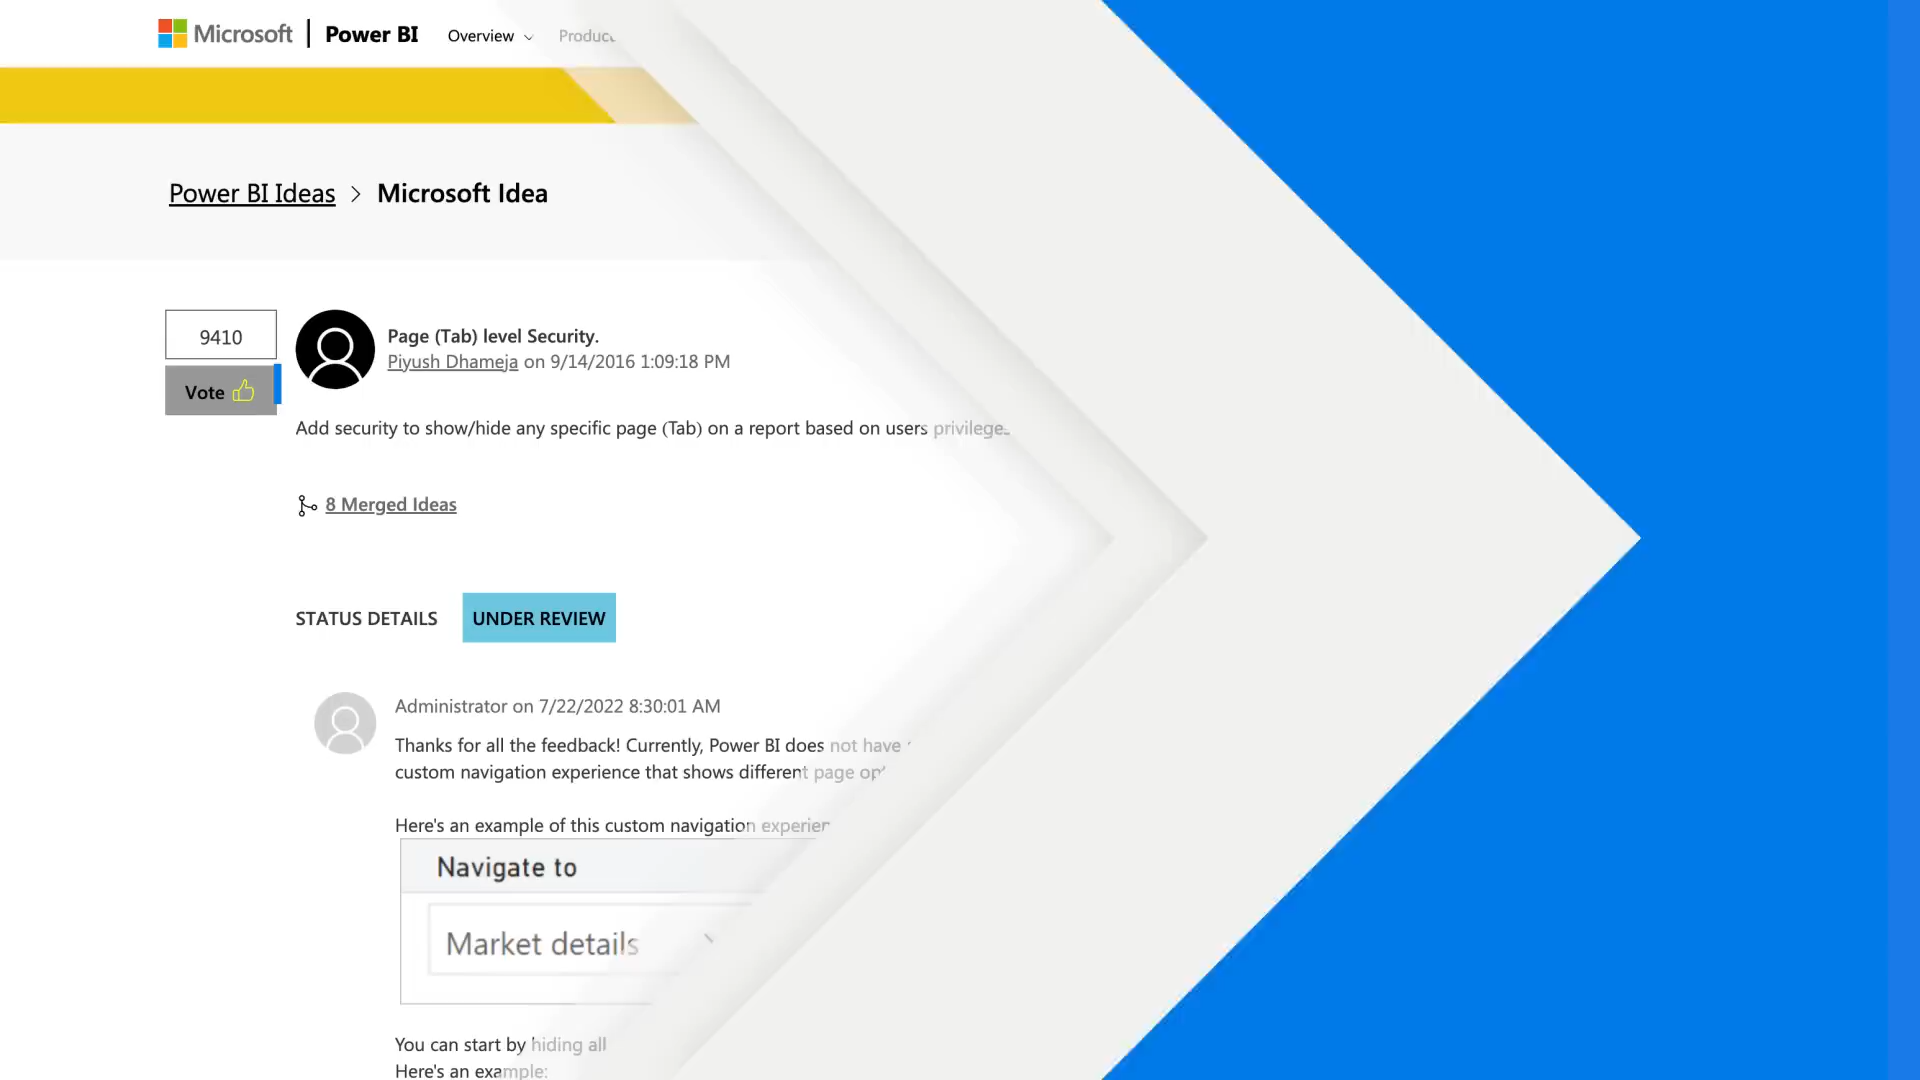 Microsoft Power BI Overview
Power BI Ideas > Microsoft Idea
9410
Page (Tab) level Security.
Piyush Dhameja on 9/14/2016 1:09:18 PM
Vote
Add security to show/hide any specific page (Tab) on a report based on users
8 Merged Ideas
STATUS DETAILS UNDER REVIEW
Administrator on 7/22/2022 8:30:01 AM
Thanks for all the feedback! Currently, Power BI does not have
custom navigation experience that shows different page
Here's an example of this custom navigation
Navigate to
Market details
You can start by hiding all
Here's an example: